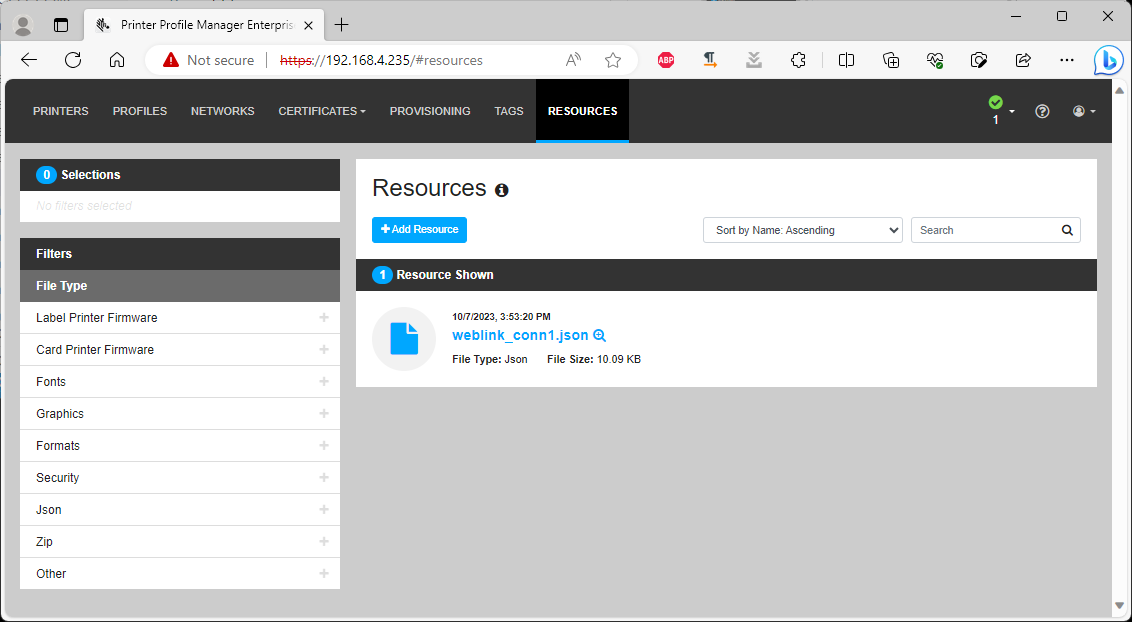 Printer Profile Manager Enterpris
Not secure https://192.168.4.235/#resources
ABP
PRINTERS PROFILES NETWORKS CERTIFICATES PROVISIONING TAGS RESOURCES
1
0 Selections
No filters selected
Filters
File Type
Label Printer Firmware
Card Printer Firmware
Fonts
Graphics
Formats
Security
Json
Zip
Other
Resources
Add Resource
Sort by Name: Ascending
Search
1 Resource Shown
10/7/2023, 3:53:20 PM
weblink_conn1.json
File Type: Json File Size: 10.09 KB